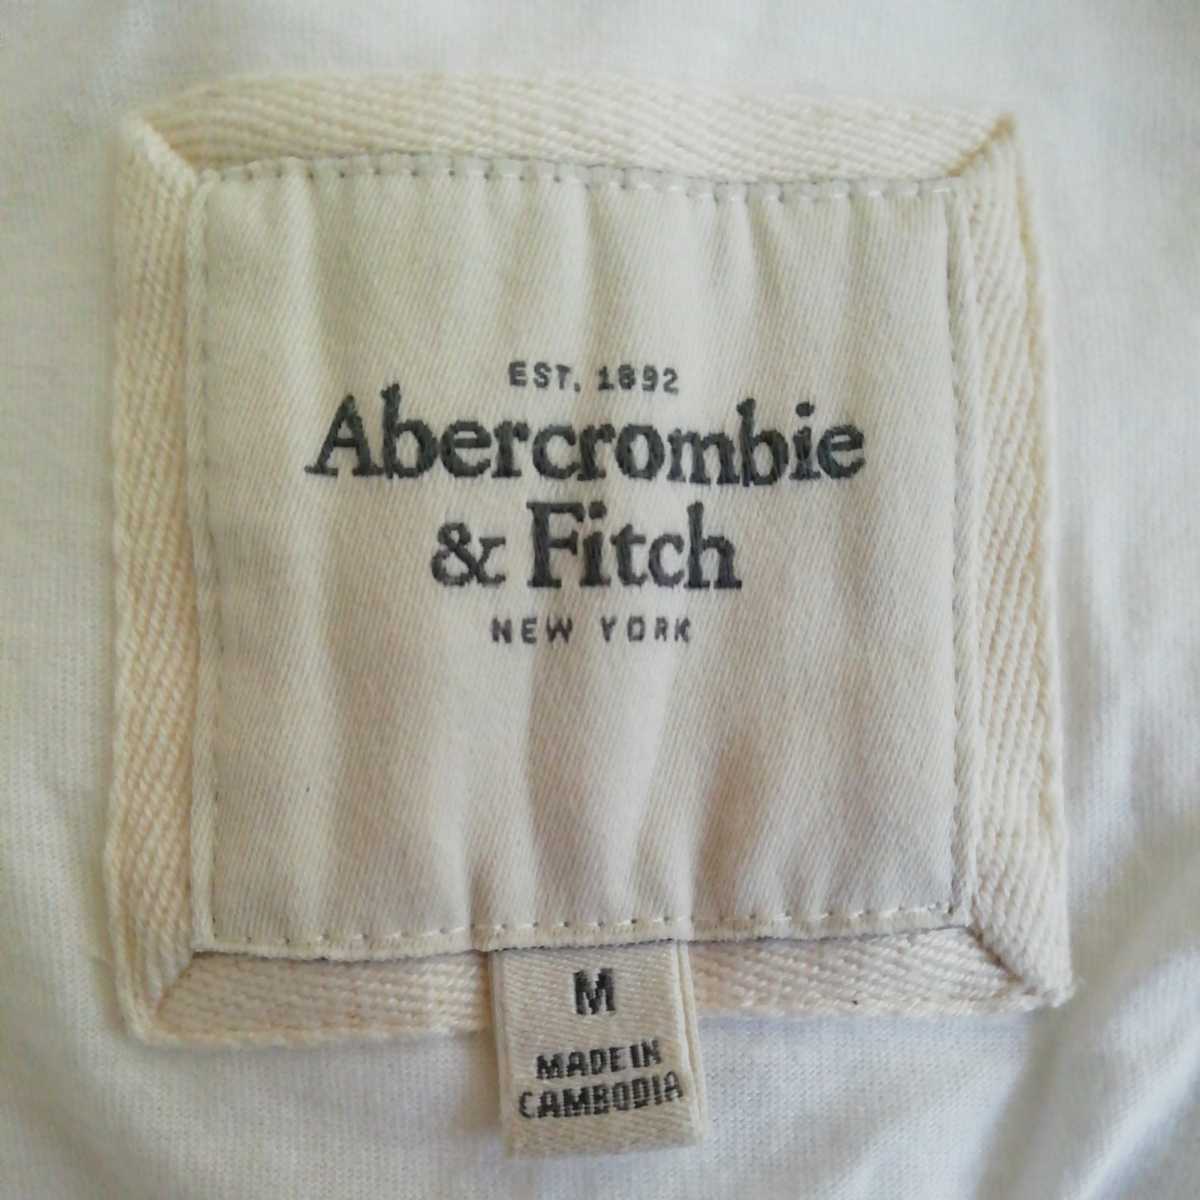 EST. 1892
Abercrombie
& Fitch
NEW YORK
M
MADE IN
CAMBODIA